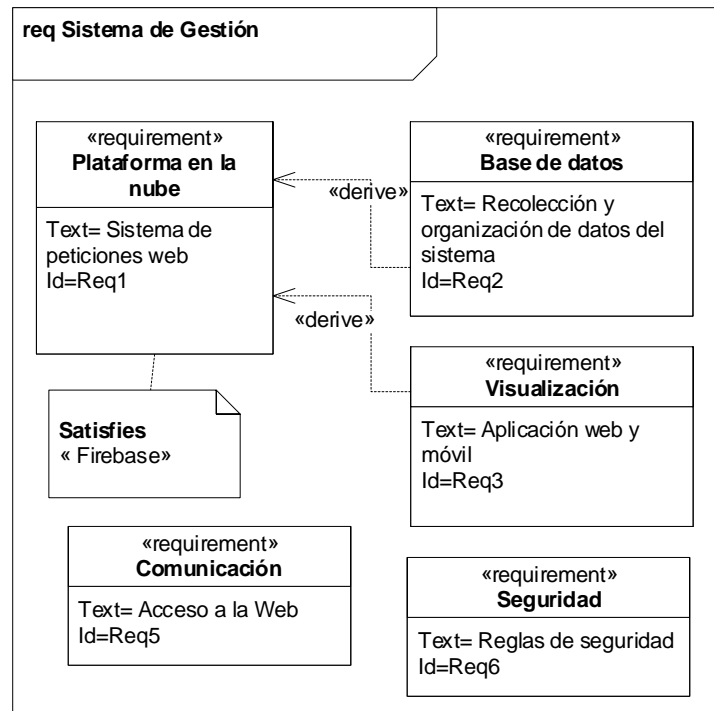 req Sistema de Gestión
«requirement»
Plataforma en la
nube
Text= Sistema de
peticiones web
Id=Req1
«requirement»
Base de datos
Text= Recolección y
organización de datos del
sistema
Id=Req2
«derive»
«derive»
«requirement»
Visualización
Text= Aplicación web y
móvil
Id=Req3
Satisfies
« Firebase»
«requirement»
Comunicación
Text= Acceso a la Web
Id=Req5
«requirement»
Seguridad
Text= Reglas de seguridad
Id=Req6